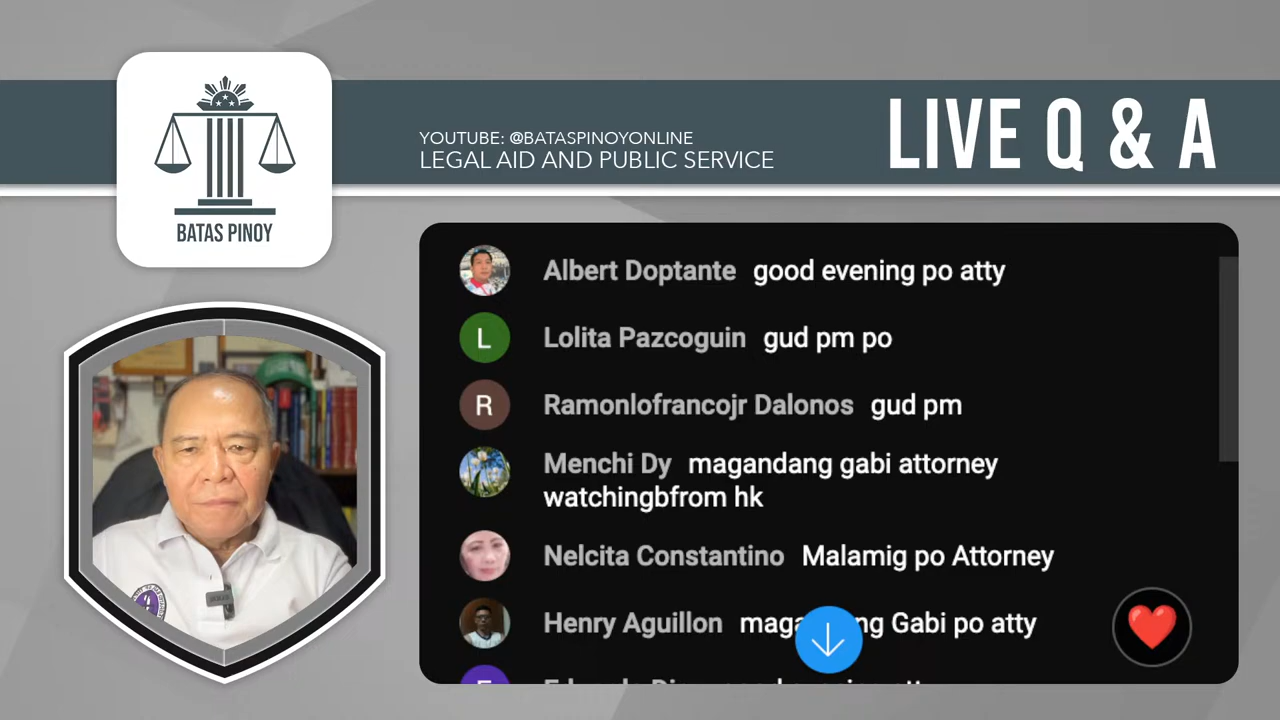 YOUTUBE: @BATASPINOYONLINE
LEGAL AID AND PUBLIC SERVICE
LIVE Q & A
BATAS PINOY
Albert Doptante good evening po atty
L Lolita Pazcoguin gud pm po
R Ramonlofrancojr Dalonos gud pm
Menchi Dy magandang gabi attorney
watchingbfrom hk
Nelcita Constantino Malamig po Attorney
Henry Aguillon Gabi po atty